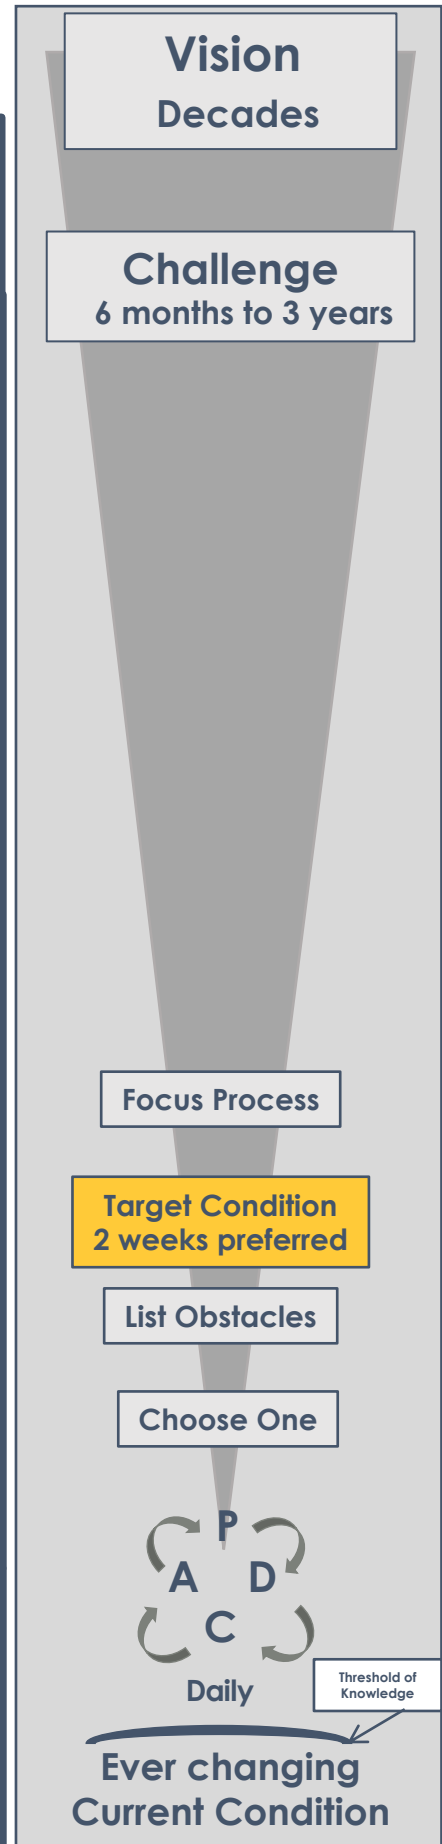 Vision
Decades
Challenge
6 months to 3 years
Focus Process
Target Condition
2 weeks preferred
List Obstacles
Choose One
P
A D
C
Daily
Threshold of
Knowledge
Ever changing
Current Condition